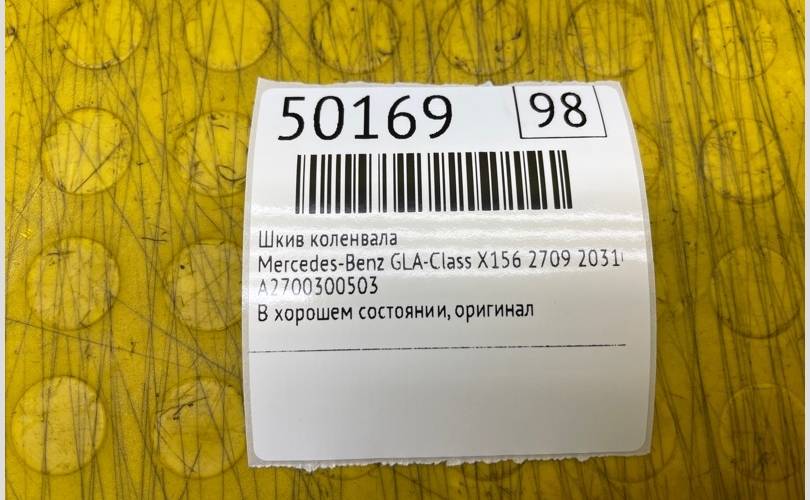 50169 98
Шкив коленвала
Mercedes-Benz GLA-Class X156 2709 2031
A2700300503
В хорошем состоянии, оригинал